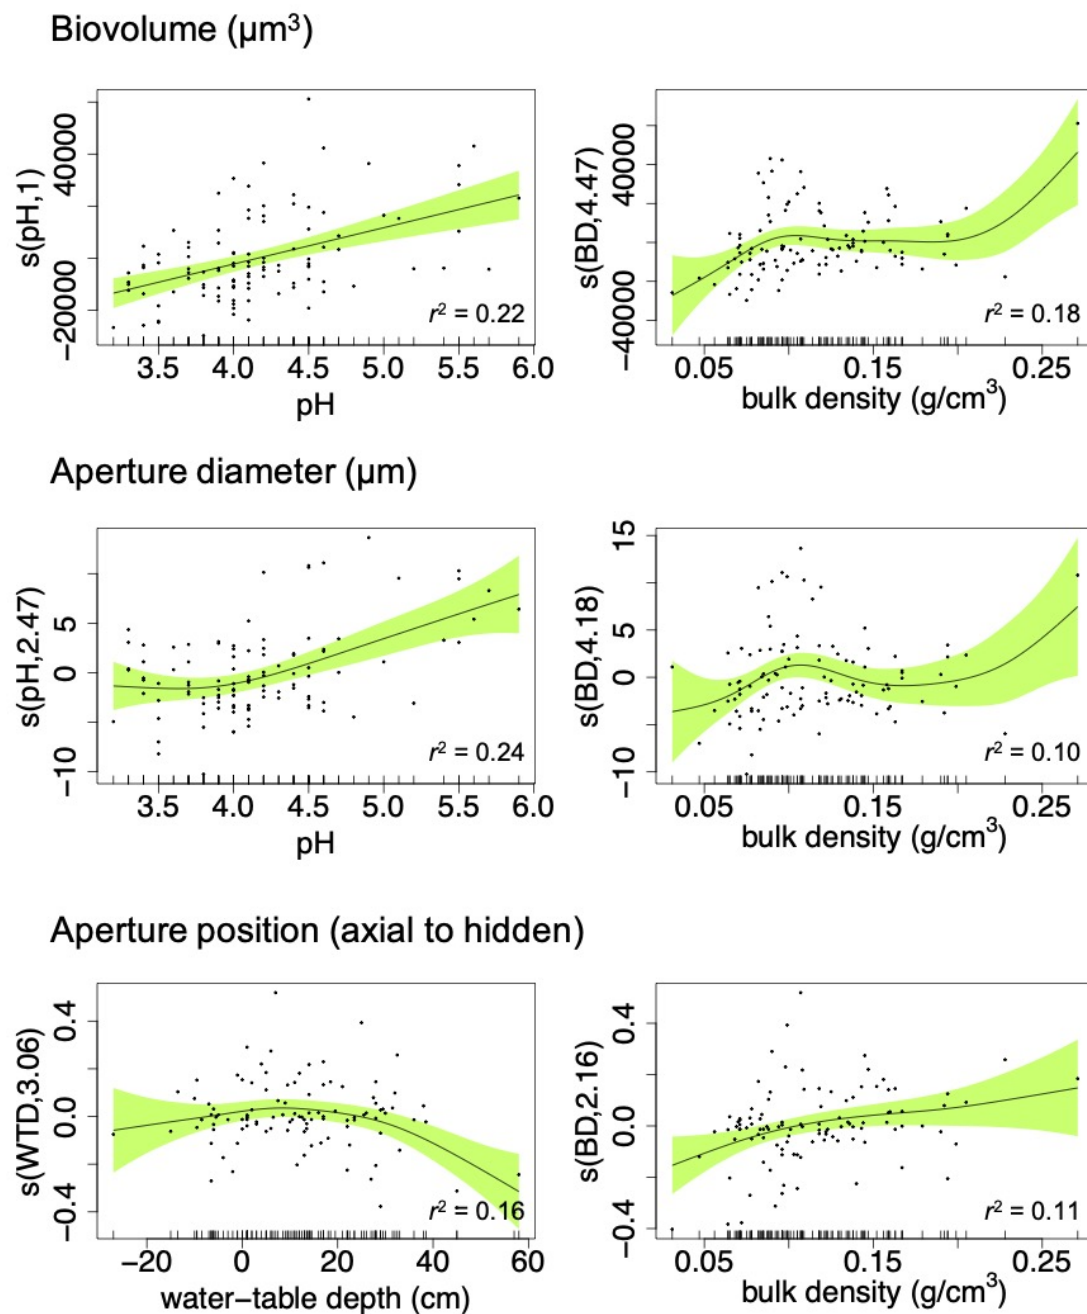 Biovolume (μm³)
s(pH,1)
40000
−20000
r² = 0.22
3.5 4.0 4.5 5.0 5.5 6.0
pH
s(BD,4.47)
40000
−40000
r² = 0.18
0.05 0.15 0.25
bulk density (g/cm³)
Aperture diameter (μm)
s(pH,2.47)
5
0
−10
r² = 0.24
3.5 4.0 4.5 5.0 5.5 6.0
pH
s(BD,4.18)
15
5
0
−10
r² = 0.10
0.05 0.15 0.25
bulk density (g/cm³)
Aperture position (axial to hidden)
s(WTD,3.06)
0.4
0.0
−0.4
r² = 0.16
−20 0 20 40 60
water−table depth (cm)
s(BD,2.16)
0.4
0.0
−0.4
r² = 0.11
0.05 0.15 0.25
bulk density (g/cm³)